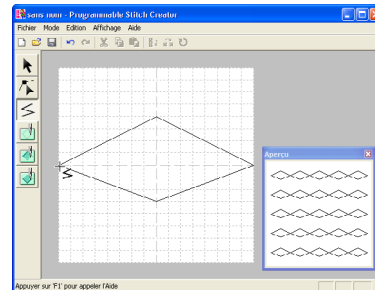 sans nom - Programmable Stitch Creator
Fichier Mode Edition Affichage Aide
Aperçu
Appuyer sur 'F1' pour appeler l'Aide